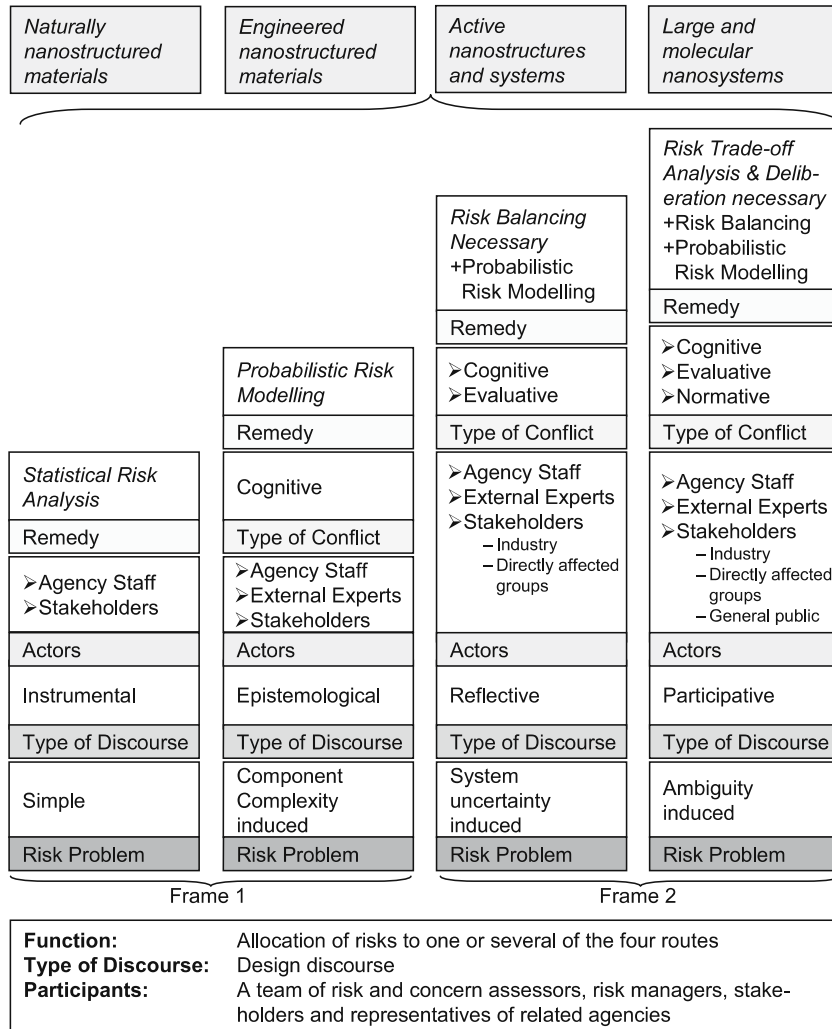 Naturally
nanostructured
materials
Engineered
nanostructured
materials
Active
nanostructures
and systems
Large and
molecular
nanosystems
Statistical Risk
Analysis
Remedy
➢Agency Staff
➢Stakeholders
Actors
Instrumental
Type of Discourse
Simple
Risk Problem
Probabilistic Risk
Modelling
Remedy
Cognitive
Type of Conflict
➢Agency Staff
➢External Experts
➢Stakeholders
Actors
Epistemological
Type of Discourse
Component
Complexity
induced
Risk Problem
Risk Balancing
Necessary
+Probabilistic
Risk Modelling
Remedy
➢Cognitive
➢Evaluative
Type of Conflict
➢Agency Staff
➢External Experts
➢Stakeholders
– Industry
– Directly affected
groups
Actors
Reflective
Type of Discourse
System
uncertainty
induced
Risk Problem
Risk Trade-off
Analysis & Delib-
eration necessary
+Risk Balancing
+Probabilistic
Risk Modelling
Remedy
➢Cognitive
➢Evaluative
➢Normative
Type of Conflict
➢Agency Staff
➢External Experts
➢Stakeholders
– Industry
– Directly affected
groups
– General public
Actors
Participative
Type of Discourse
Ambiguity
induced
Risk Problem
Frame 1
Frame 2
Function: Allocation of risks to one or several of the four routes
Type of Discourse: Design discourse
Participants: A team of risk and concern assessors, risk managers, stake-
holders and representatives of related agencies